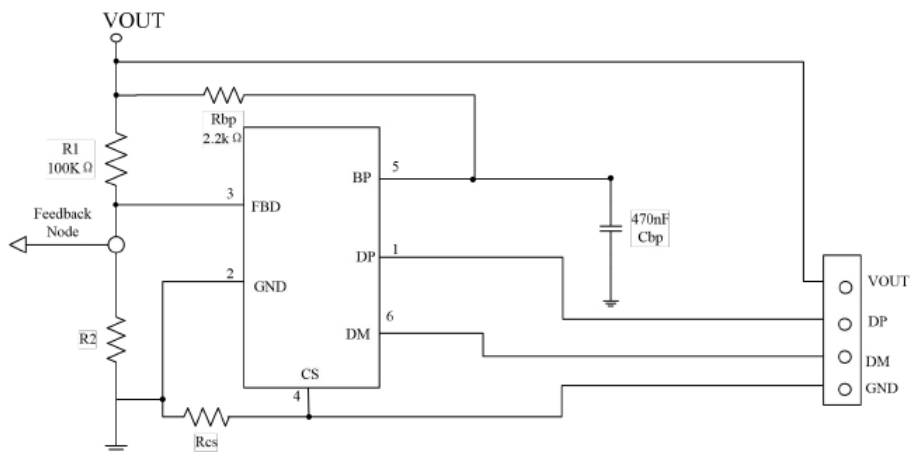 VOUT
Rbp
2.2k Ω
R1
100K Ω
5
BP
3
FBD
Feedback
Node
470nF
Cbp
1
DP
2
GND
VOUT
6
DM
DP
R2
DM
CS
4
GND
Rcs